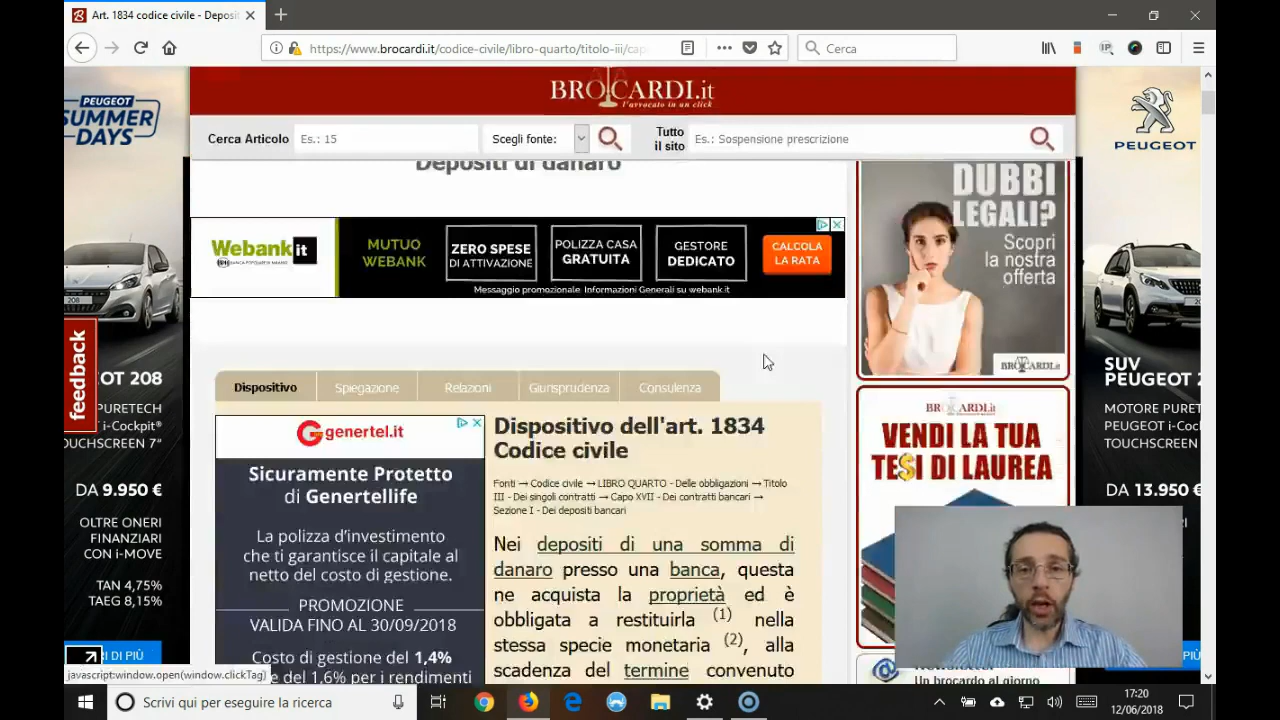 Art. 1834 codice civile - Deposit
https://www.brocardi.it/codice-civile/libro-quarto/titolo-iii/cap
Cerca
BROCARDI.it
l'avvocato in un click
Cerca Articolo
Es.: 15
Scegli fonte:
Tutto
il sito
Es.: Sospensione prescrizione
PEUGEOT
SUMMER
DAYS
PEUGEOT
Depositi di danaro
Webank.it
MUTUO
WEBANK
ZERO SPESE
DI ATTIVAZIONE
POLIZZA CASA
GRATUITA
GESTORE
DEDICATO
CALCOLA
LA RATA
Messaggio promozionale. Informazioni Generali su webank.it
DUBBI
LEGALI?
Scopri
la nostra
offerta
BROCARDI.it
feedback
OT 208
PURETECH
T i-Cockpit®
OUCHSCREEN 7"
DA 9.950 €
OLTRE ONERI
FINANZIARI
CON i-MOVE
TAN 4,75%
TAEG 8,15%
RI DI PIÙ
Dispositivo
Spiegazione
Relazioni
Giurisprudenza
Consulenza
genertel.it
Sicuramente Protetto
di Genertellife
La polizza d'investimento
che ti garantisce il capitale al
netto del costo di gestione.
PROMOZIONE
VALIDA FINO AL 30/09/2018
Costo di gestione del 1,4%
e del 1,6% per i rendimenti
Dispositivo dell'art. 1834
Codice civile
Fonti → Codice civile → LIBRO QUARTO - Delle obbligazioni → Titolo
III - Dei singoli contratti → Capo XVII - Dei contratti bancari →
Sezione I - Dei depositi bancari
Nei depositi di una somma di
danaro presso una banca, questa
ne acquista la proprietà ed è
obbligata a restituirla (1) nella
stessa specie monetaria (2), alla
scadenza del termine convenuto
BROCARDI.it
VENDI LA TUA
TE$I DI LAUREA
Newsletter
Un brocardo al giorno
SUV
PEUGEOT 2
MOTORE PURET
PEUGEOT i-Coc
TOUCHSCREEN
DA 13.950 €
PIÙ
javascript:window.open(window.clickTag)
Scrivi qui per eseguire la ricerca
17:20
12/06/2018